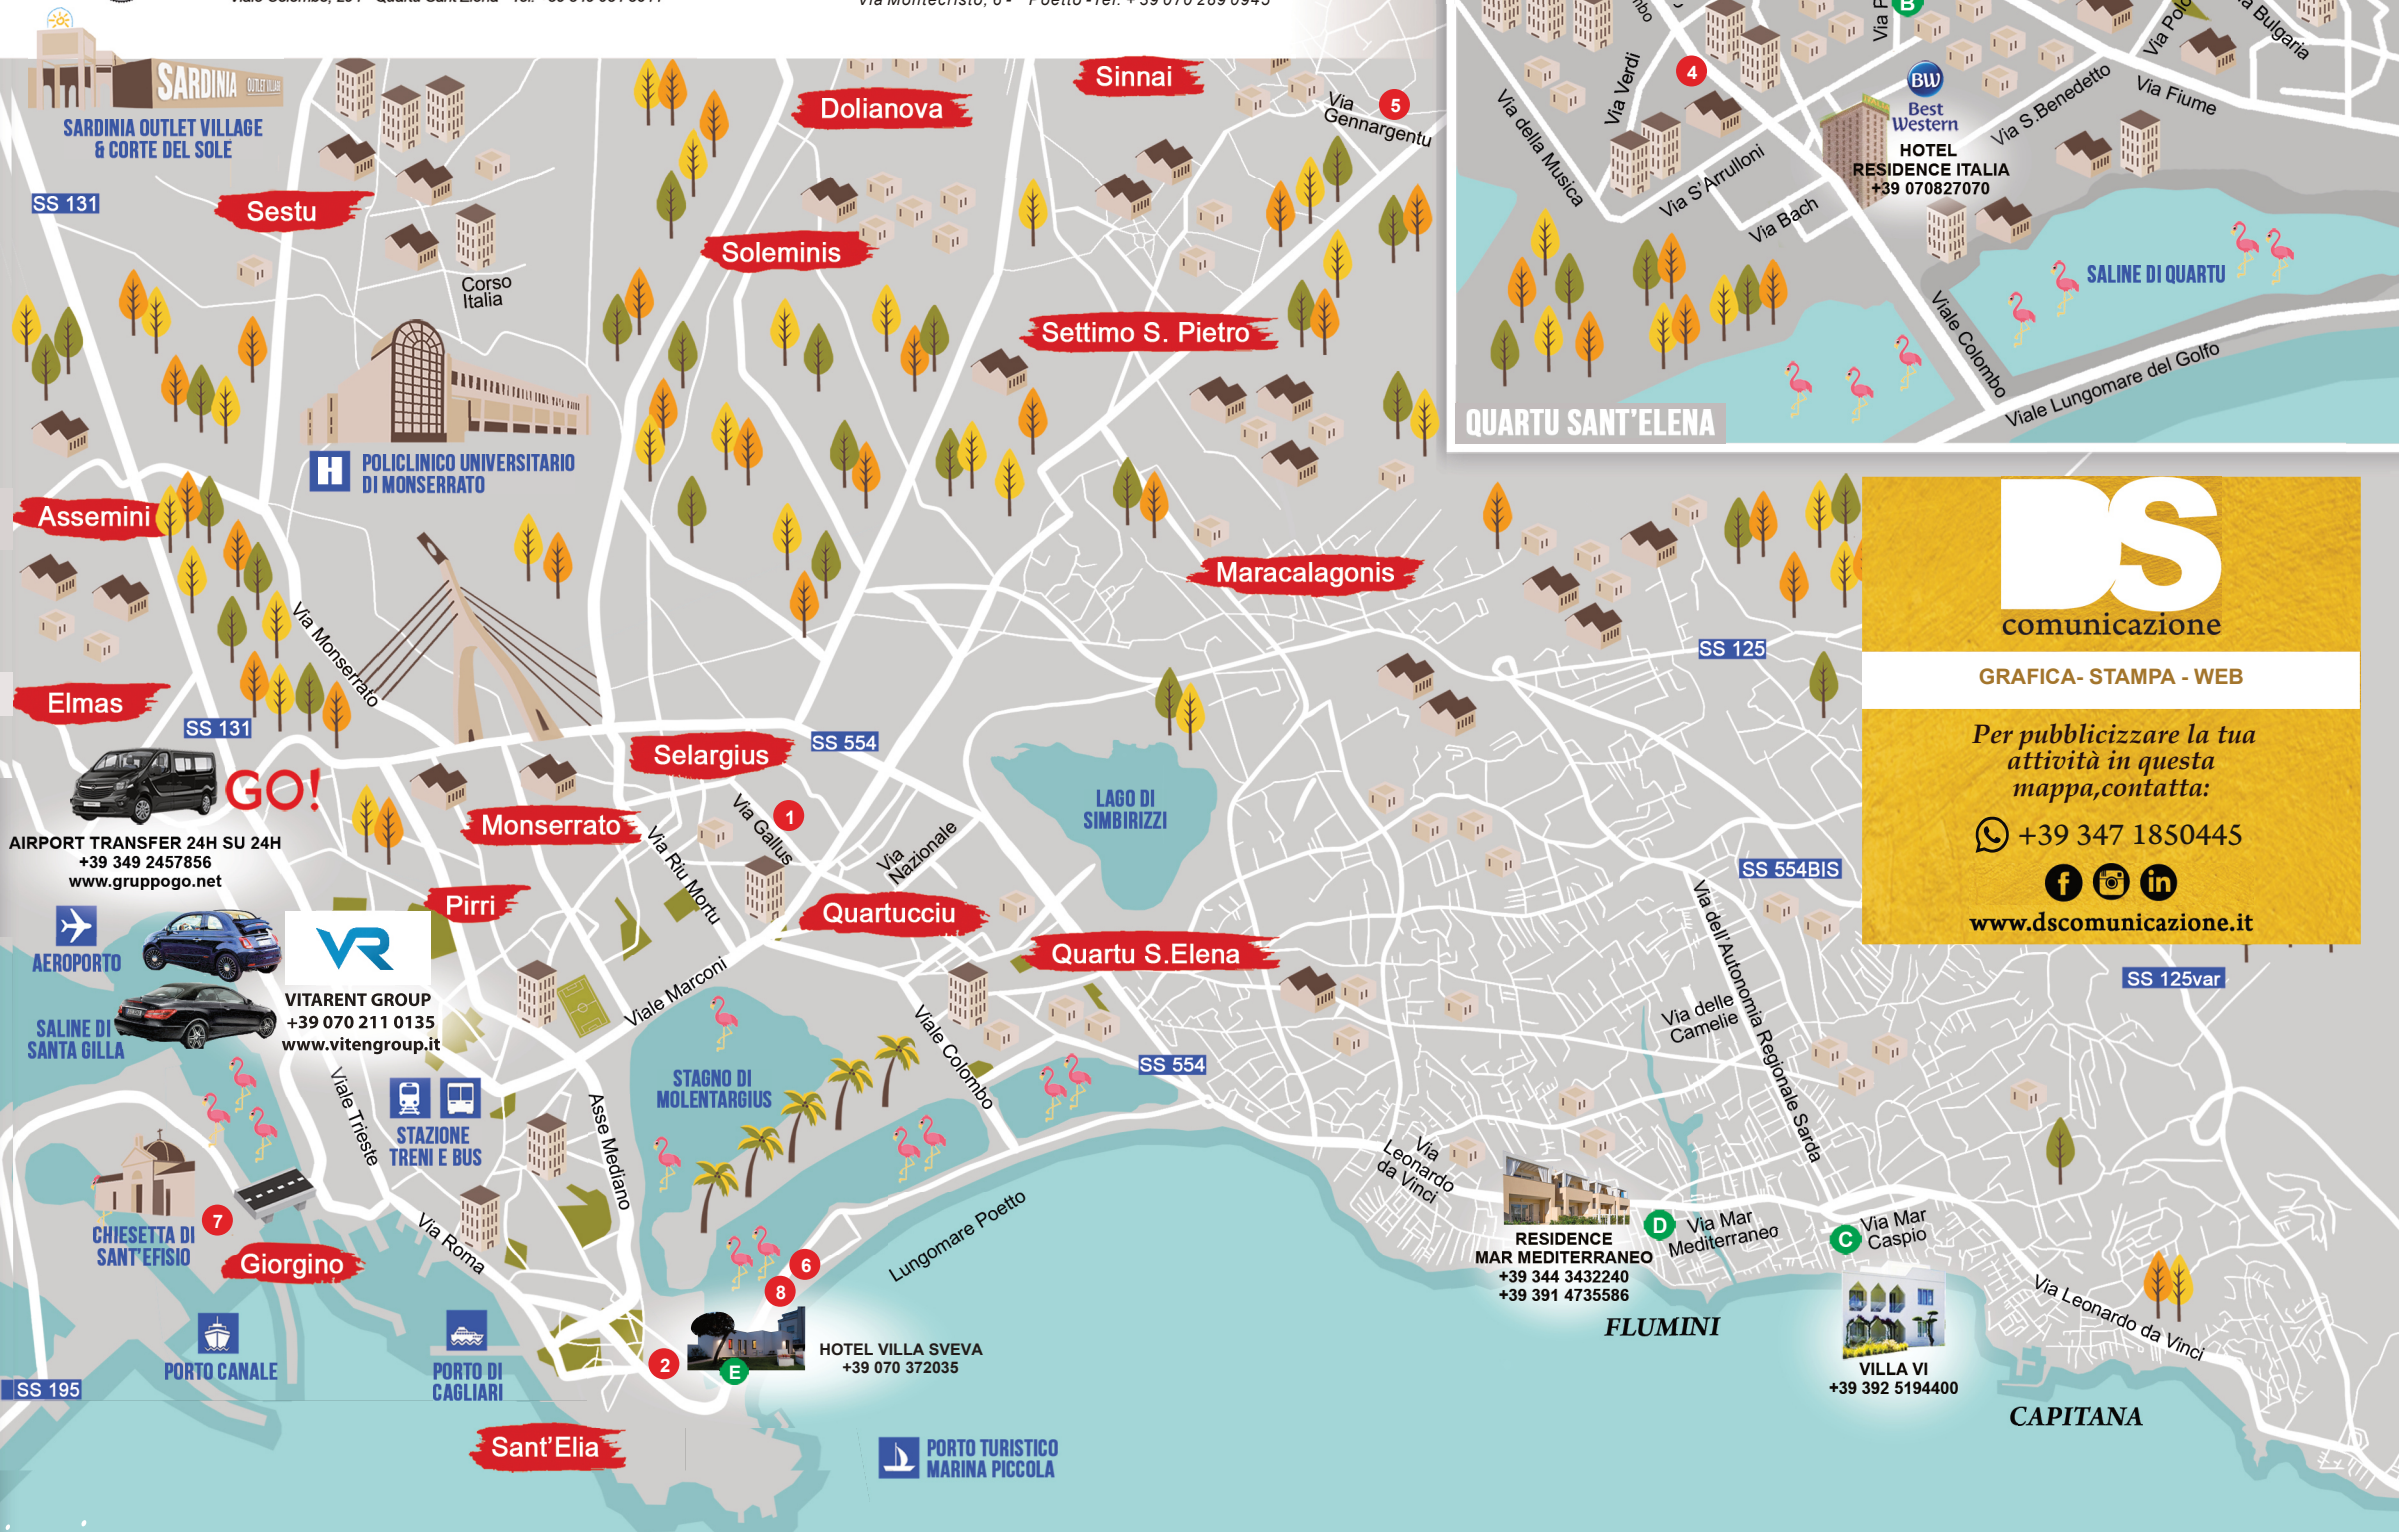 SARDINIA OUTLET VILLAGE
SARDINIA OUTLET VILLAGE
& CORTE DEL SOLE
SS 131
Sestu
Corso
Italia
Dolianova
Soleminis
Sinnai
Via
Gennargentu
5
Settimo S. Pietro
H
POLICLINICO UNIVERSITARIO
DI MONSERRATO
Assemini
Via Monserrato
Elmas
SS 131
GO!
AIRPORT TRANSFER 24H SU 24H
+39 349 2457856
www.gruppogo.net
AEROPORTO
VR
VITARENT GROUP
+39 070 211 0135
www.vitengroup.it
SALINE DI
SANTA GILLA
Selargius
SS 554
Monserrato
Via Gallus
1
Via Riu Mortu
Via
Nazionale
Pirri
Quartucciu
Quartu S.Elena
Viale Marconi
Viale Colombo
LAGO DI
SIMBIRIZZI
Maracalagonis
SS 125
SS 554BIS
SS 125var
SS 554
STAGNO DI
MOLENTARGIUS
Viale Trieste
STAZIONE
TRENI E BUS
Asse Mediano
Via Roma
CHIESETTA DI
SANT'EFISIO
7
Giorgino
PORTO CANALE
PORTO DI
CAGLIARI
SS 195
Sant'Elia
2
E
6
8
HOTEL VILLA SVEVA
+39 070 372035
Lungomare Poetto
PORTO TURISTICO
MARINA PICCOLA
Via
Leonardo
da Vinci
Via delle
Camelie
Via dell'Autonomia Regionale Sarda
RESIDENCE
MAR MEDITERRANEO
+39 344 3432240
+39 391 4735586
D
Via Mar
Mediterraneo
FLUMINI
C
Via Mar
Caspio
VILLA VI
+39 392 5194400
Via Leonardo da Vinci
CAPITANA
QUARTU SANT'ELENA
Via della Musica
Via Verdi
4
Via S'Arrulloni
Via Bach
B
BW
Best
Western
HOTEL
RESIDENCE ITALIA
+39 070827070
Via S.Benedetto
Via Fiume
Bulgaria
SALINE DI QUARTU
Viale Colombo
Viale Lungomare del Golfo
DS
comunicazione
GRAFICA- STAMPA - WEB
Per pubblicizzare la tua
attività in questa
mappa,contatta:
+39 347 1850445
f in
www.dscomunicazione.it